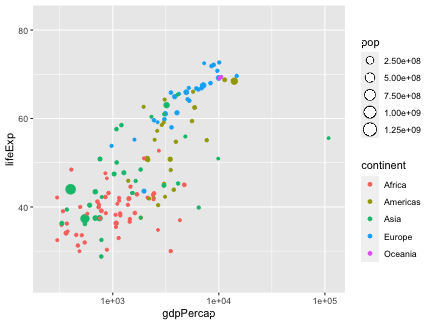 80
60
40
lifeExp
1e+03
1e+04
1e+05
gdpPercap
pop
2.50e+08
5.00e+08
7.50e+08
1.00e+09
1.25e+09
continent
Africa
Americas
Asia
Europe
Oceania